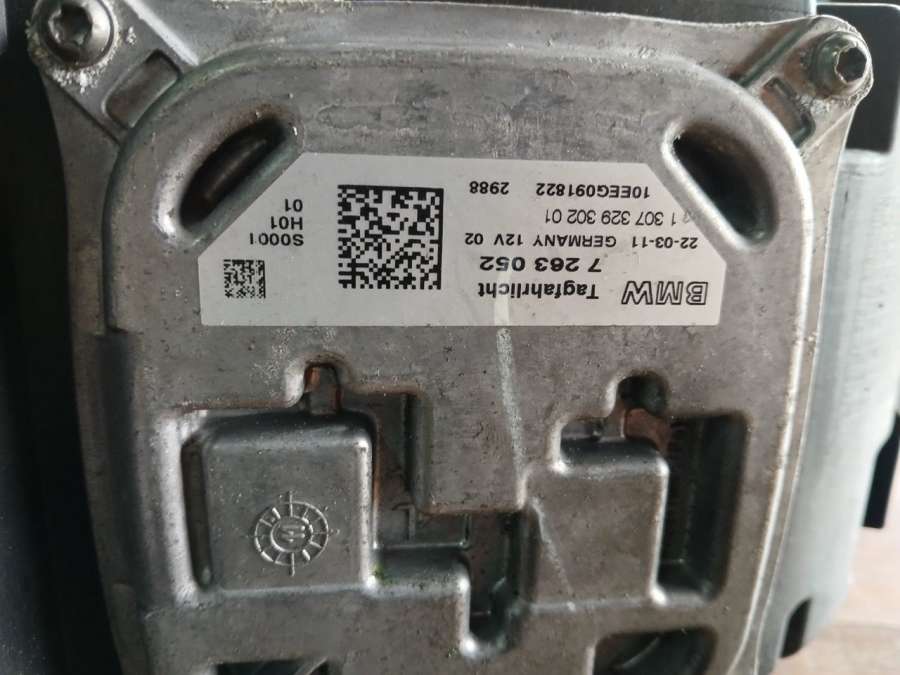 BMW Tagfahrlicht
7 263 052
22-03-11 GERMANY 12V 02
1 307 329 302 01
10EEG091822 2988
S0001
H01
01